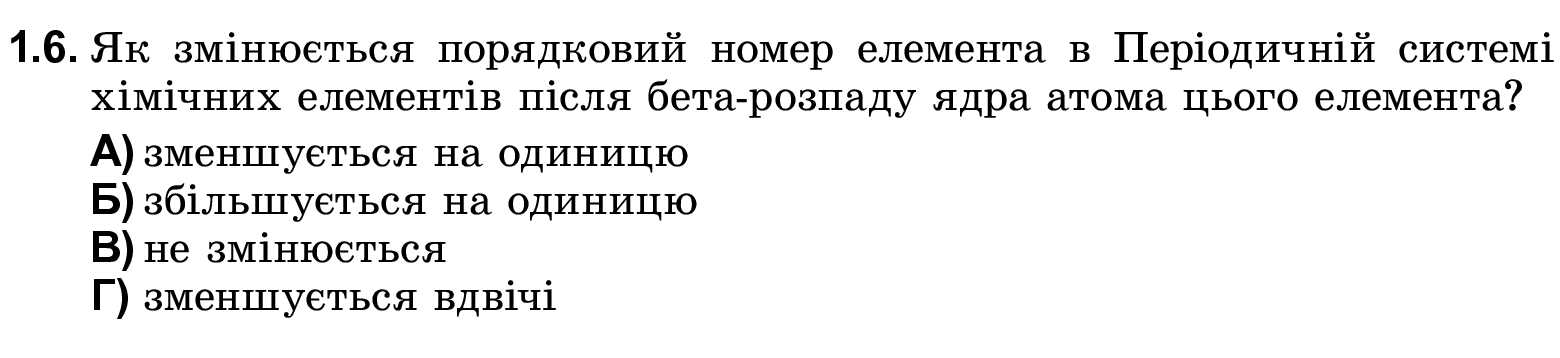 1.6. Як змінюється порядковий номер елемента в Періодичній системі
хімічних елементів після бета-розпаду ядра атома цього елемента?
А) зменшується на одиницю
Б) збільшується на одиницю
В) не змінюється
Г) зменшується вдвічі